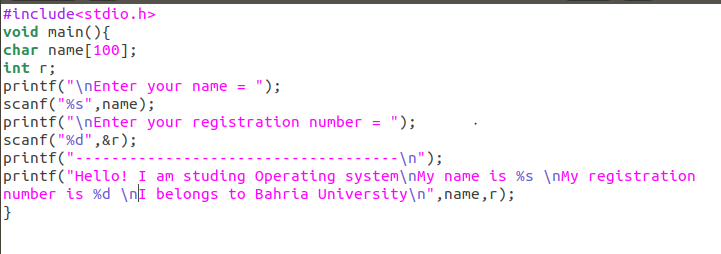 #include<stdio.h>
void main(){
char name[100];
int r;
printf("\nEnter your name = ");
scanf("%s",name);
printf("\nEnter your registration number = ");
scanf("%d",&r);
printf("------------------------------------\n");
printf("Hello! I am studing Operating system\nMy name is %s \nMy registration
number is %d \nI belongs to Bahria University\n",name,r);
}